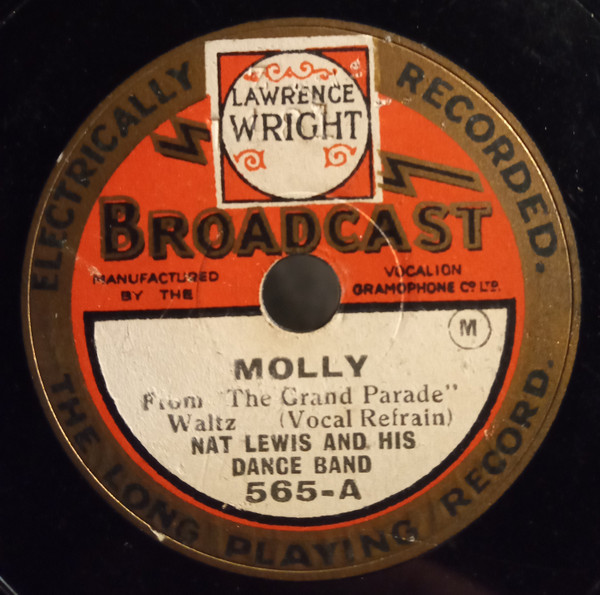 ELECTRICALLY RECORDED.
LAWRENCE
WRIGHT
BROADCAST
MANUFACTURED
BY THE
VOCALION
GRAMOPHONE CO LTD.
M
MOLLY
From "The Grand Parade"
Waltz (Vocal Refrain)
NAT LEWIS AND HIS
DANCE BAND
565-A
THE LONG PLAYING RECORD.